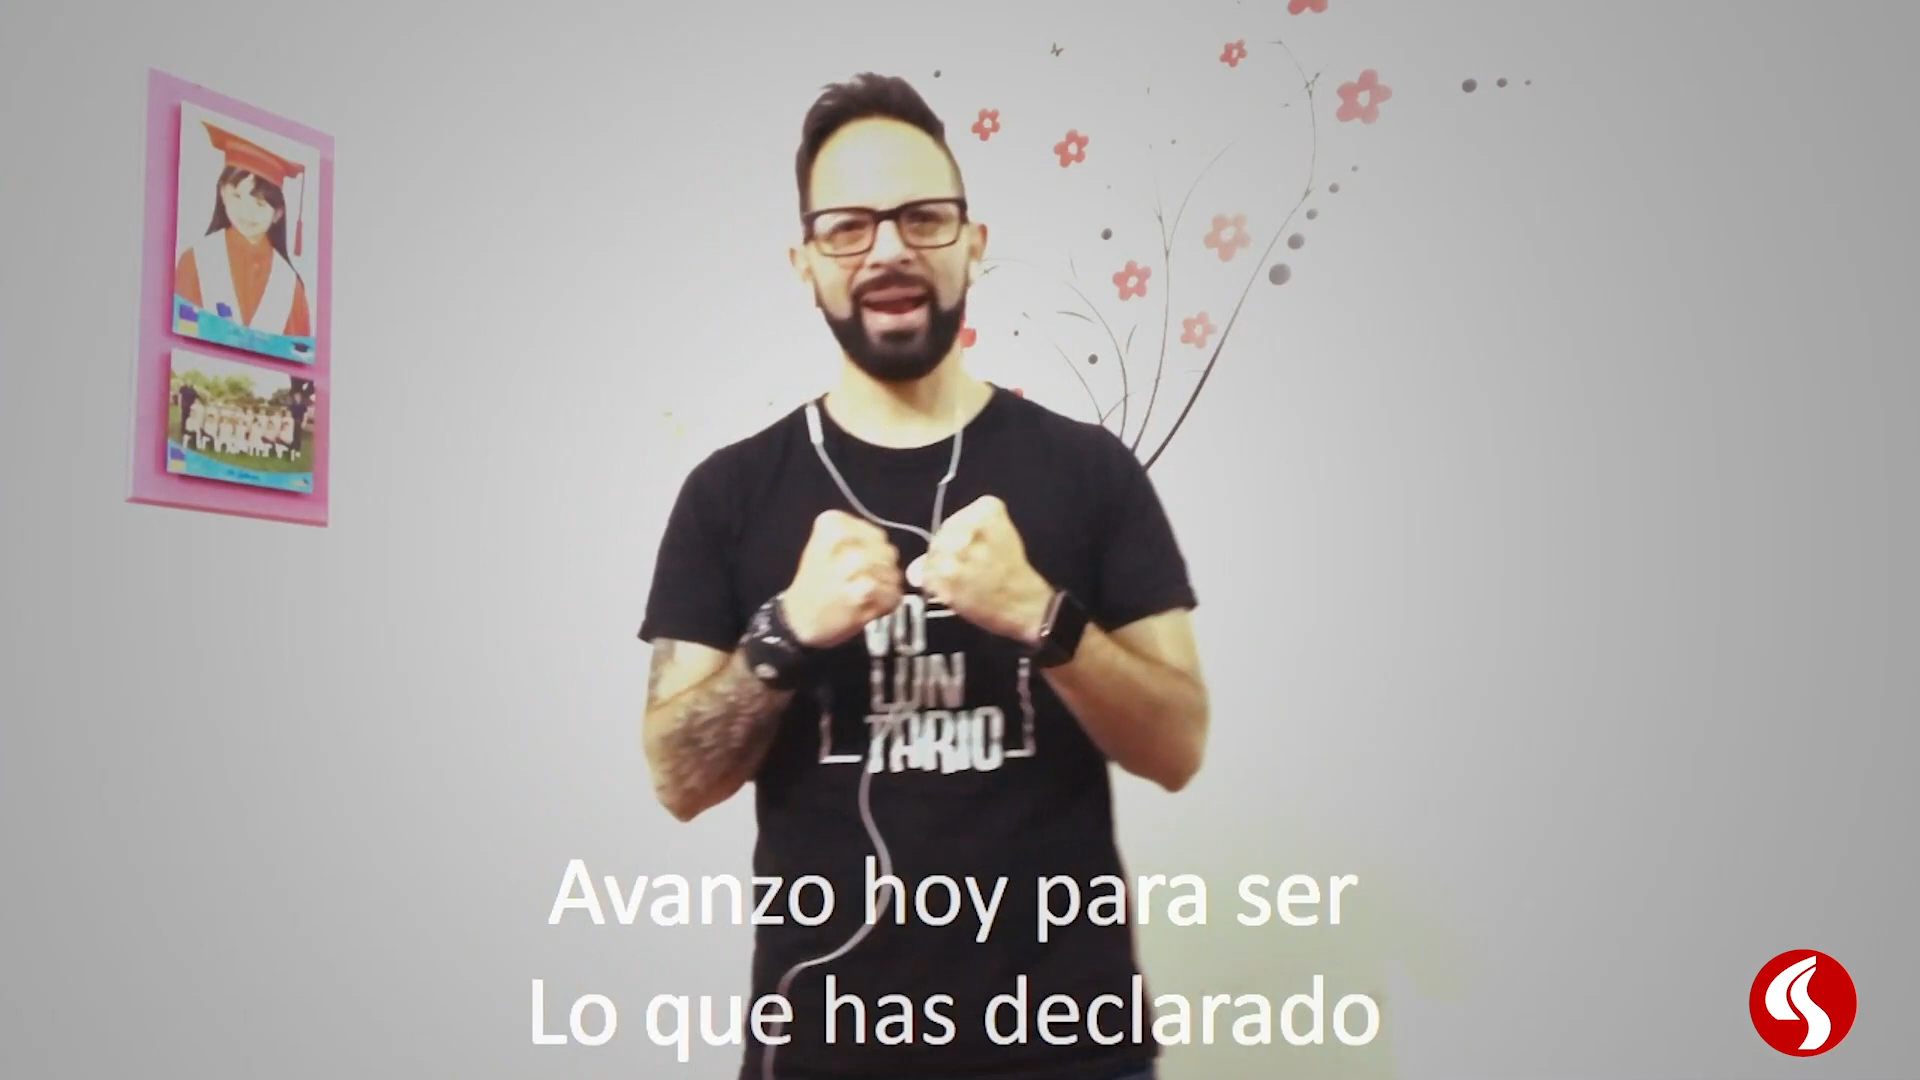 VO
LUN
TARIO
Avanzo hoy para ser
Lo que has declarado